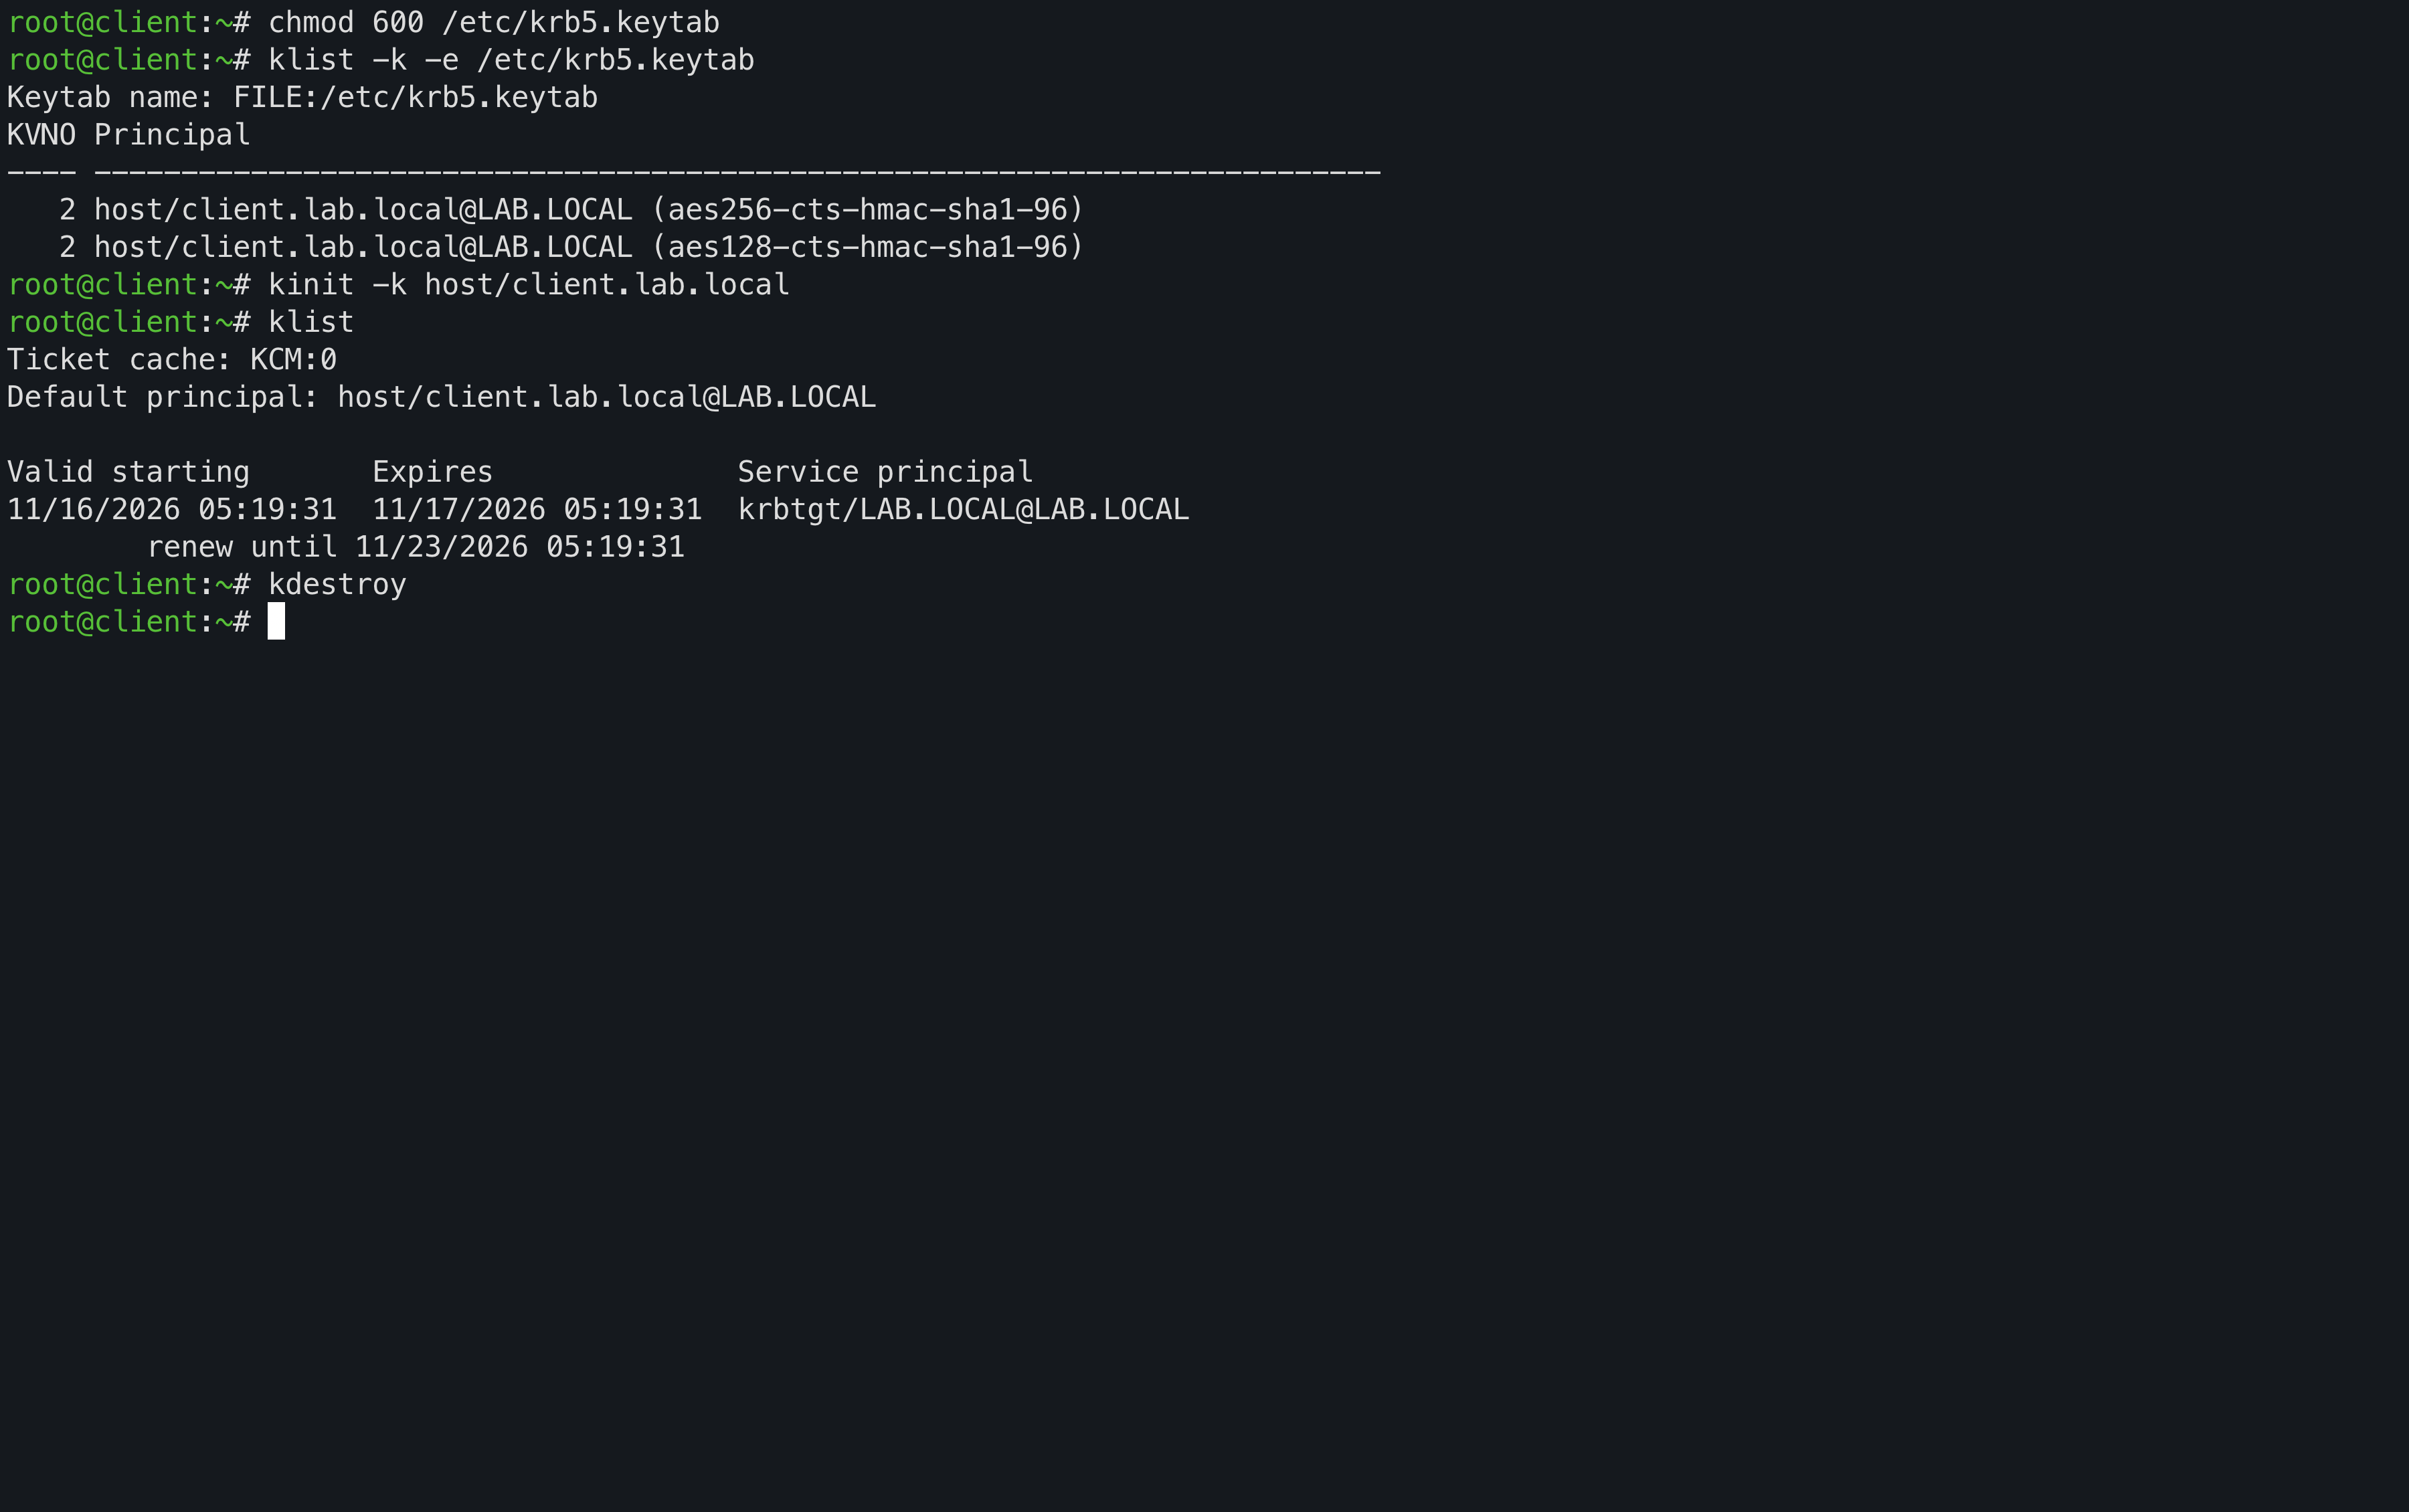 root@client:~# chmod 600 /etc/krb5.keytab
root@client:~# klist -k -e /etc/krb5.keytab
Keytab name: FILE:/etc/krb5.keytab
KVNO Principal
---- --------------------------------------------------------------------------
   2 host/client.lab.local@LAB.LOCAL (aes256-cts-hmac-sha1-96)
   2 host/client.lab.local@LAB.LOCAL (aes128-cts-hmac-sha1-96)
root@client:~# kinit -k host/client.lab.local
root@client:~# klist
Ticket cache: KCM:0
Default principal: host/client.lab.local@LAB.LOCAL

Valid starting       Expires              Service principal
11/16/2026 05:19:31  11/17/2026 05:19:31  krbtgt/LAB.LOCAL@LAB.LOCAL
        renew until 11/23/2026 05:19:31
root@client:~# kdestroy
root@client:~#